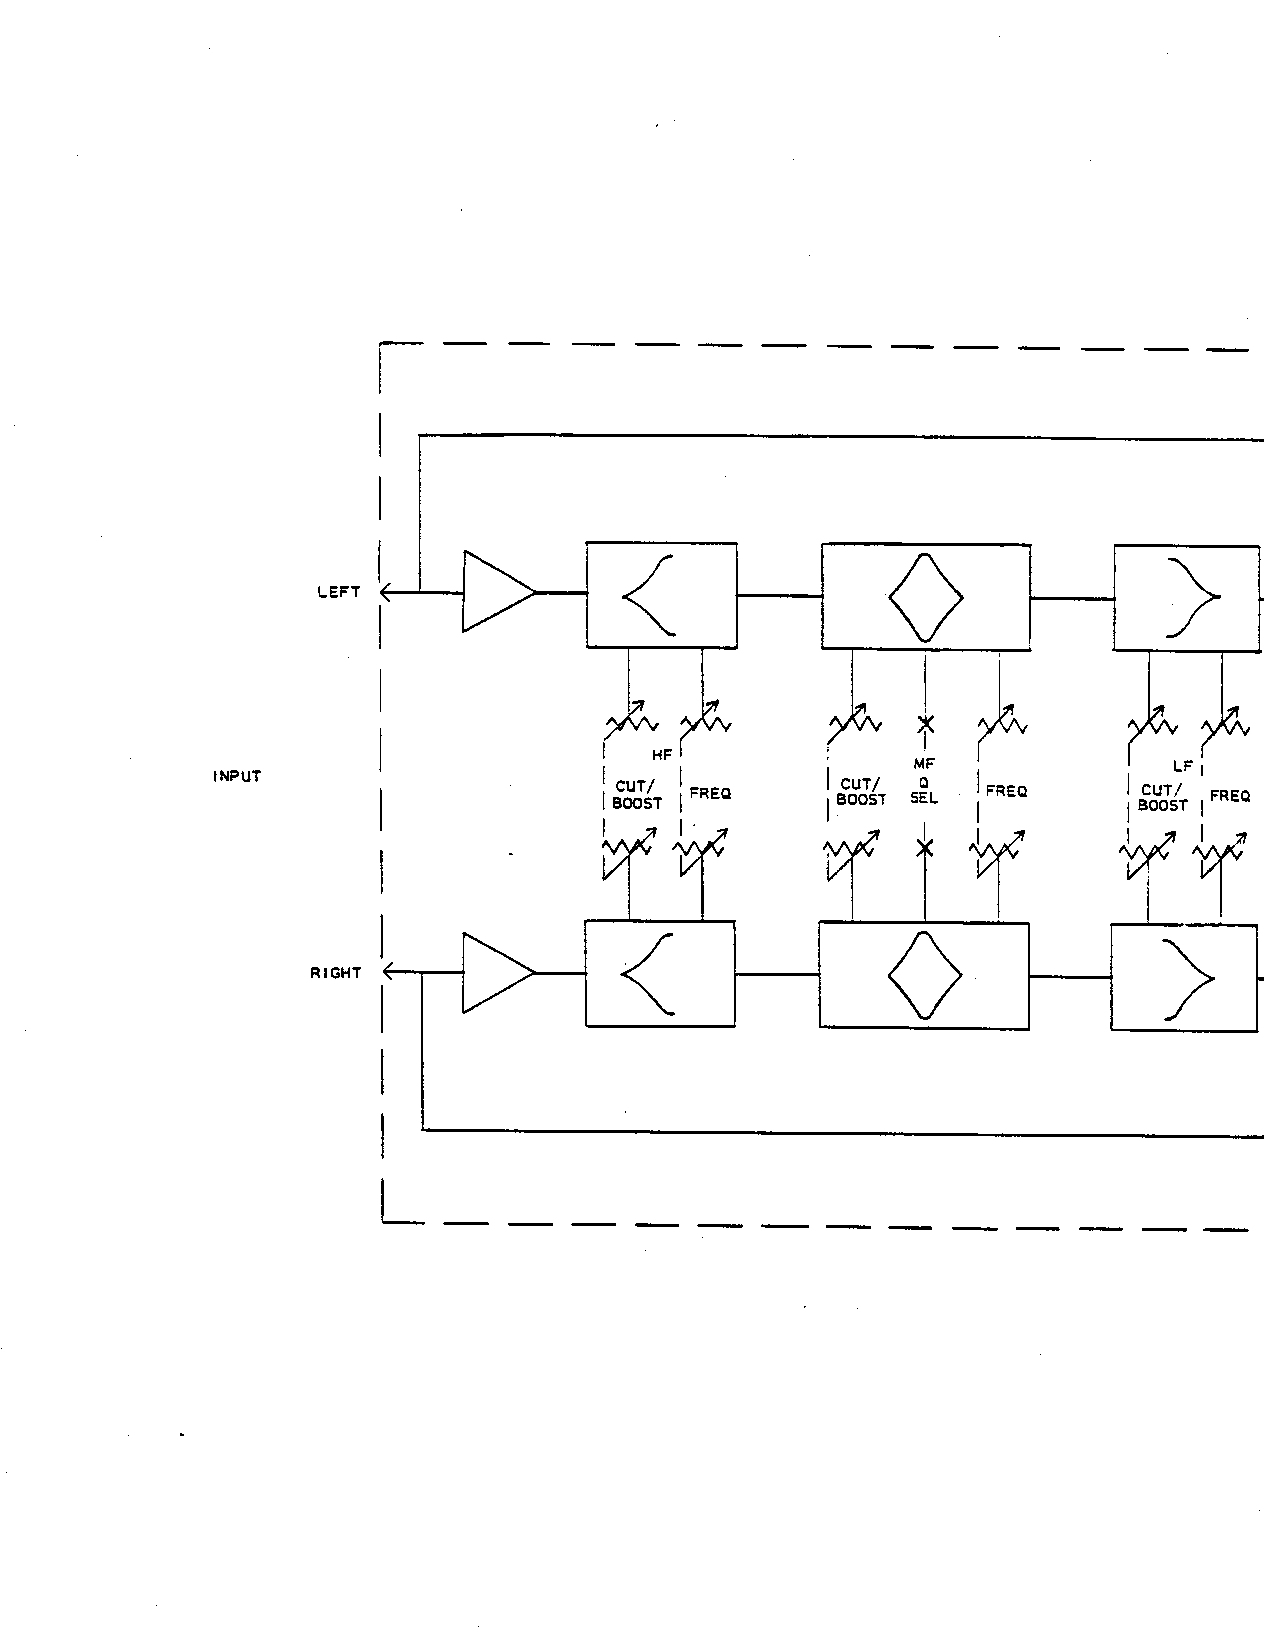 LEFT
HF
CUT/
BOOST
FREQ
CUT/
BOOST
MF
Q
SEL
FREQ
LF
CUT/
BOOST
FREQ
INPUT
RIGHT